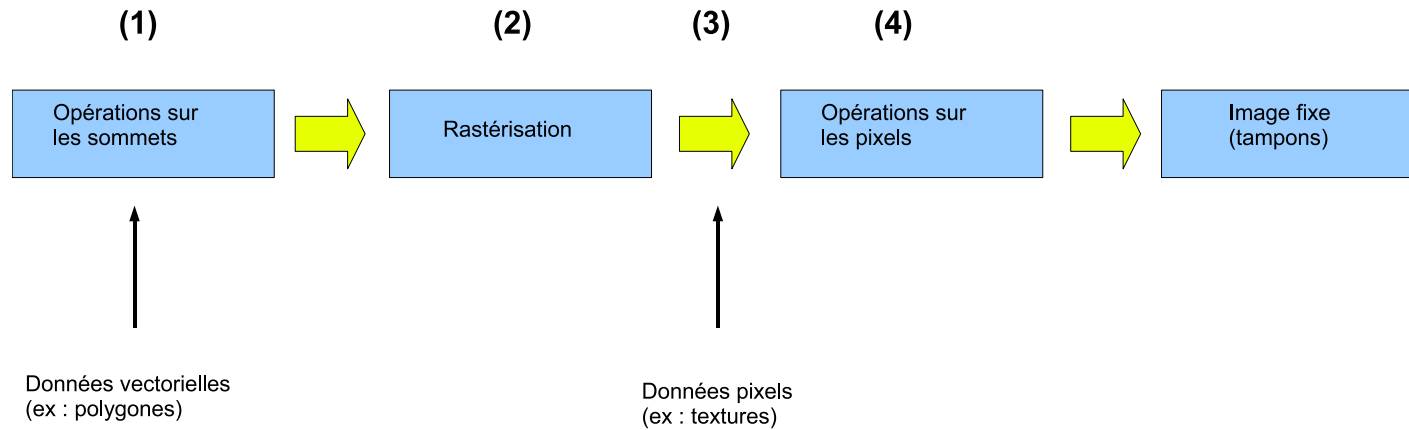 (1)
(2)
(3)
(4)
Opérations sur
les sommets
Rastérisation
Opérations sur
les pixels
Image fixe
(tampons)
Données vectorielles
(ex : polygones)
Données pixels
(ex : textures)